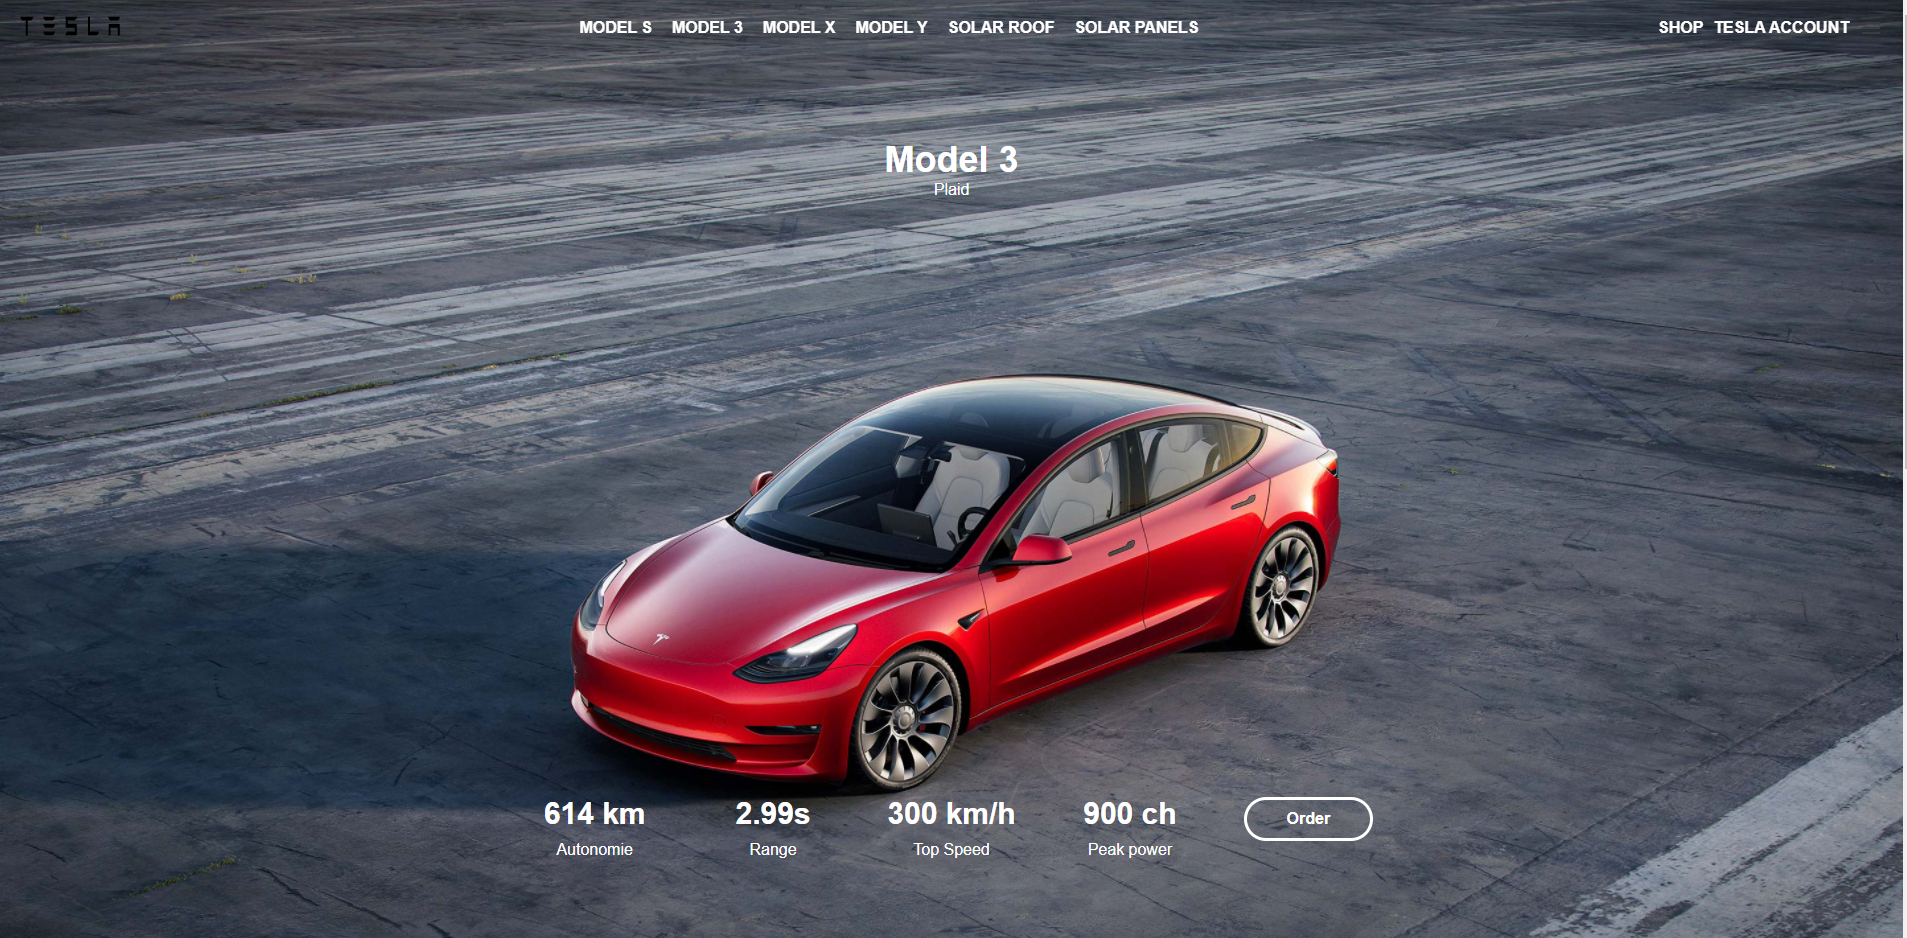 TESLA
MODEL S MODEL 3 MODEL X MODEL Y SOLAR ROOF SOLAR PANELS
SHOP TESLA ACCOUNT
Model 3
Plaid
614 km
Autonomie
2.99s
Range
300 km/h
Top Speed
900 ch
Peak power
Order